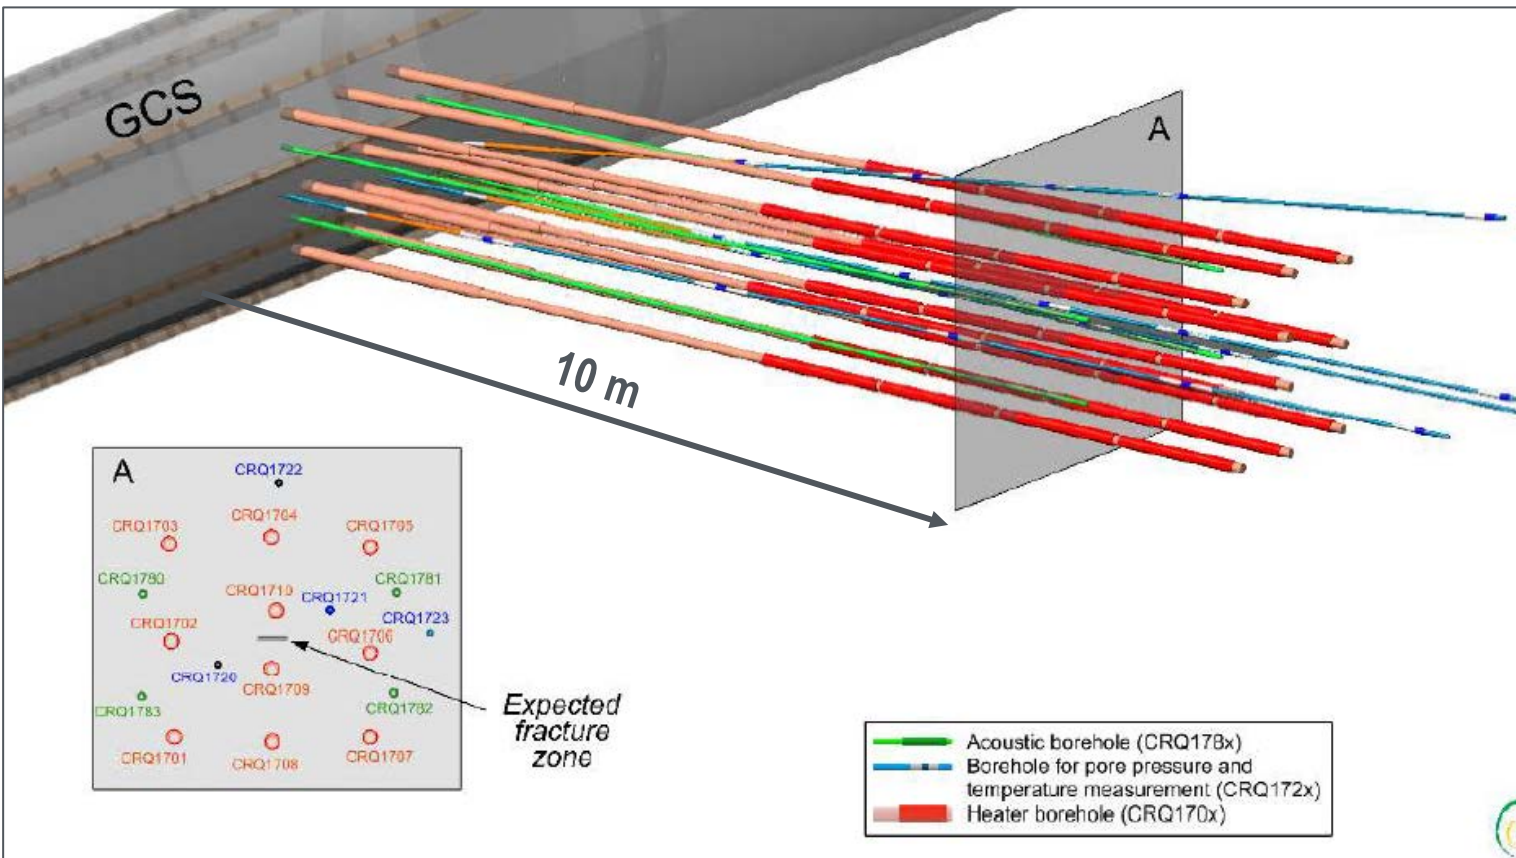 GCS
A
10 m
A
CRQ1722
CRQ1703
CRQ1704
CRQ1705
CRQ1780
CRQ1710
CRQ1721
CRQ1781
CRQ1702
CRQ1706
CRQ1723
CRQ1720
CRQ1709
CRQ1783
CRQ1782
CRQ1701
CRQ1708
CRQ1707
Expected
fracture
zone
Acoustic borehole (CRQ178x)
Borehole for pore pressure and
temperature measurement (CRQ172x)
Heater borehole (CRQ170x)